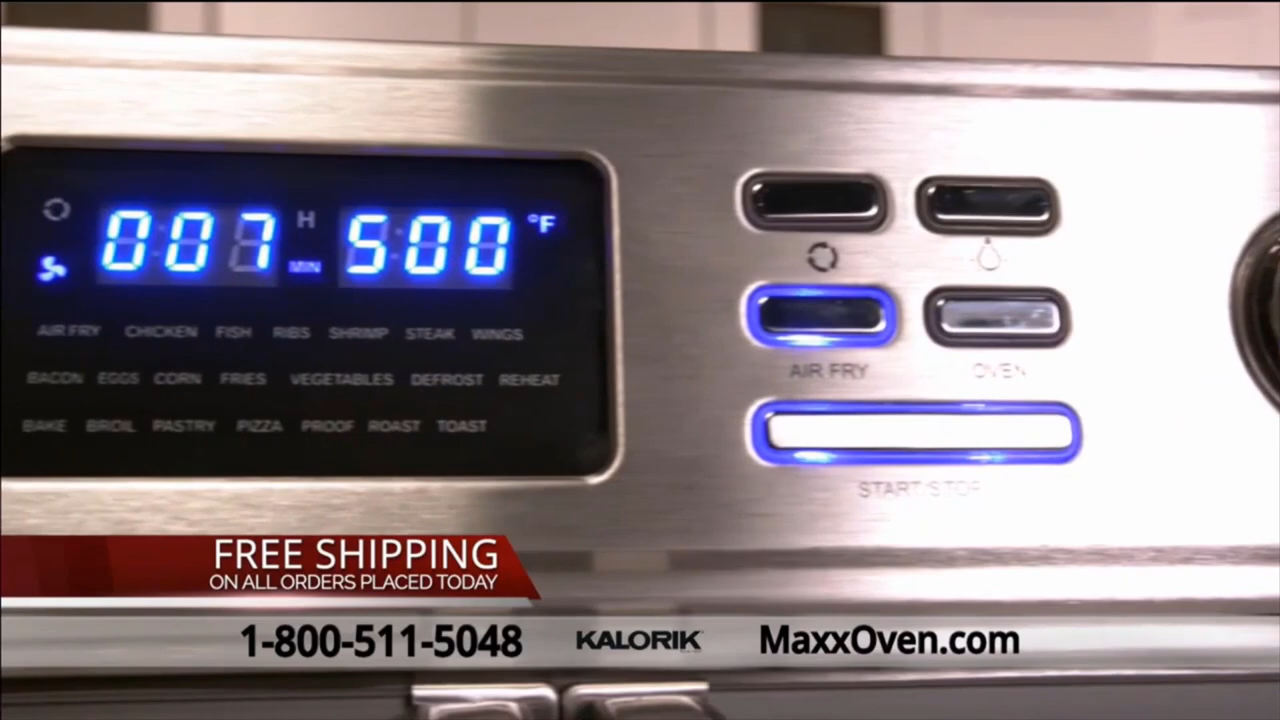 007 H MIN 500 °F
AIR FRY CHICKEN FISH RIBS SHRIMP STEAK WINGS
BACON EGGS CORN FRIES VEGETABLES DEFROST REHEAT
BAKE BROIL PASTRY PIZZA PROOF ROAST TOAST
AIR FRY OVEN
START/STOP
FREE SHIPPING
ON ALL ORDERS PLACED TODAY
1-800-511-5048 KALORIK MaxxOven.com